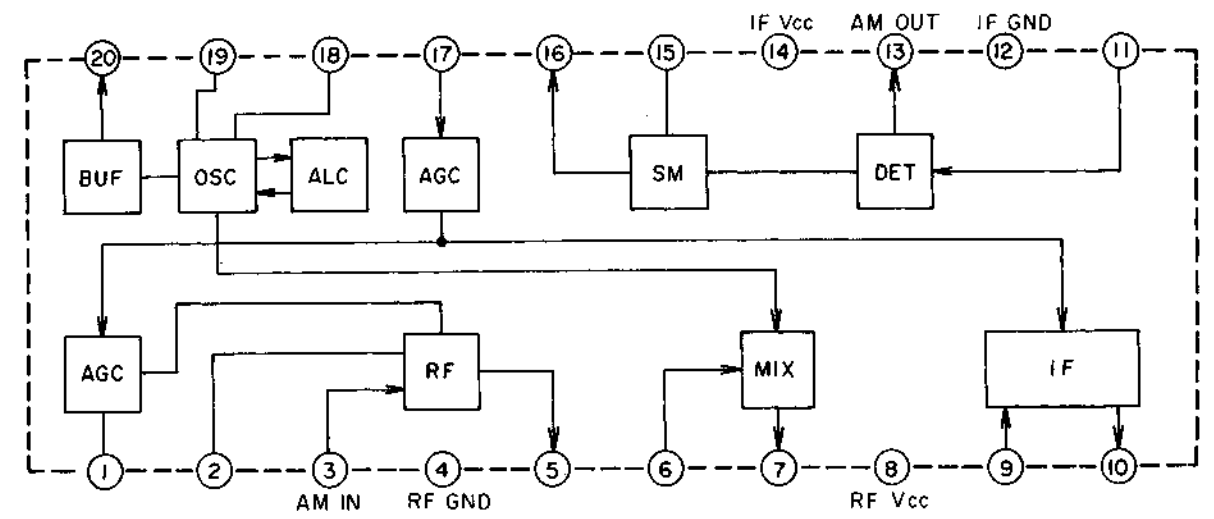 IF Vcc AM OUT IF GND
20 19 18 17 16 15 14 13 12 11
BUF OSC ALC AGC SM DET
AGC RF MIX IF
1 2 3 4 5 6 7 8 9 10
AM IN RF GND RF Vcc